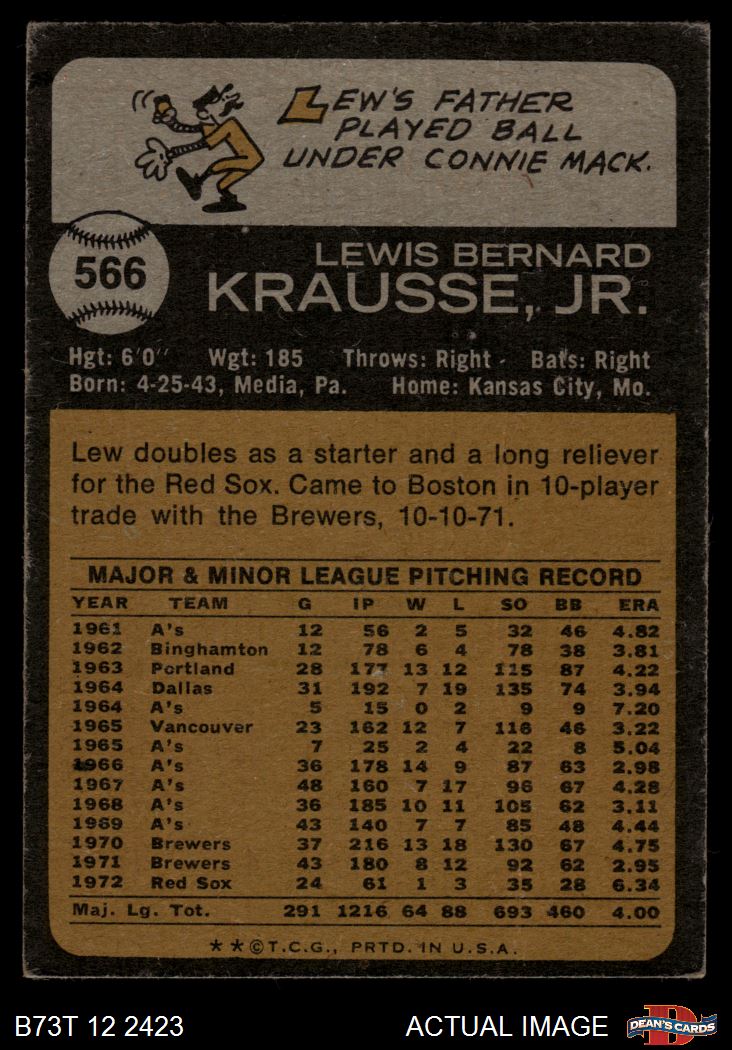 LEW'S FATHER
PLAYED BALL
UNDER CONNIE MACK.
566
LEWIS BERNARD
KRAUSSE, JR.
Hgt: 6'0" Wgt: 185 Throws: Right Bats: Right
Born: 4-25-43, Media, Pa. Home: Kansas City, Mo.
Lew doubles as a starter and a long reliever
for the Red Sox. Came to Boston in 10-player
trade with the Brewers, 10-10-71.
MAJOR & MINOR LEAGUE PITCHING RECORD
YEAR TEAM G IP W L SO BB ERA
1961 A's 12 56 2 5 32 46 4.82
1962 Binghamton 12 78 6 4 78 38 3.81
1963 Portland 28 177 13 12 115 87 4.22
1964 Dallas 31 192 7 19 135 74 3.94
1964 A's 5 15 0 2 9 9 7.20
1965 Vancouver 23 162 12 7 116 46 3.22
1965 A's 7 25 2 4 22 8 5.04
1966 A's 36 178 14 9 87 63 2.98
1967 A's 48 160 7 17 96 67 4.28
1968 A's 36 185 10 11 105 62 3.11
1969 A's 43 140 7 7 85 48 4.44
1970 Brewers 37 216 13 18 130 67 4.75
1971 Brewers 43 180 8 12 92 62 2.95
1972 Red Sox 24 61 1 3 35 28 6.34
Maj. Lg. Tot. 291 1216 64 88 693 460 4.00
**©T.C.G., PRTD. IN U.S.A.
B73T 12 2423 ACTUAL IMAGE DEAN'S CARDS